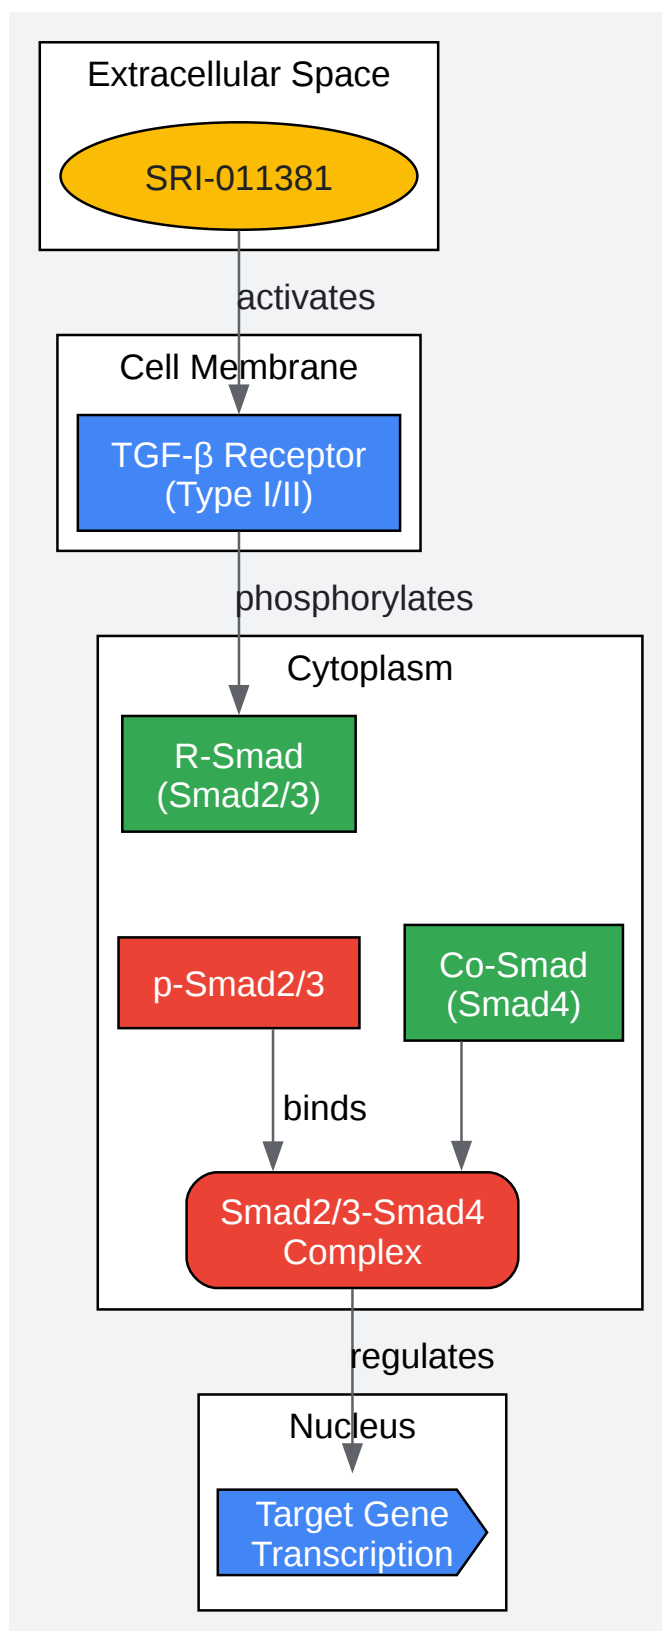 Extracellular Space
SRI-011381
activates
Cell Membrane
TGF-β Receptor
(Type I/II)
phosphorylates
Cytoplasm
R-Smad
(Smad2/3)
p-Smad2/3
Co-Smad
(Smad4)
binds
Smad2/3-Smad4
Complex
regulates
Nucleus
Target Gene
Transcription